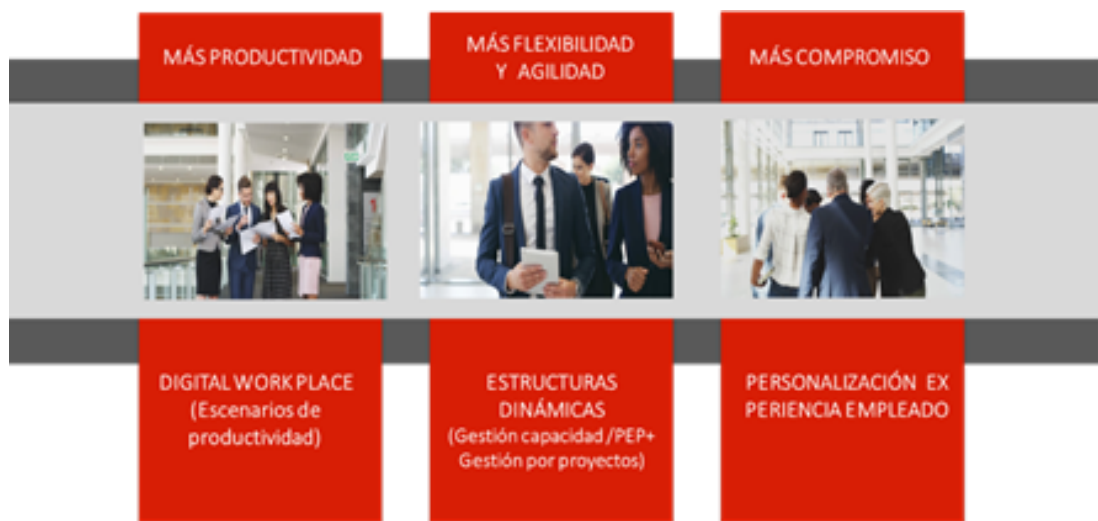 MÁS PRODUCTIVIDAD
MÁS FLEXIBILIDAD
Y AGILIDAD
MÁS COMPROMISO
DIGITAL WORK PLACE
(Escenarios de
productividad)
ESTRUCTURAS
DINÁMICAS
(Gestión capacidad /PEP+
Gestión por proyectos)
PERSONALIZACIÓN EX
PERIENCIA EMPLEADO